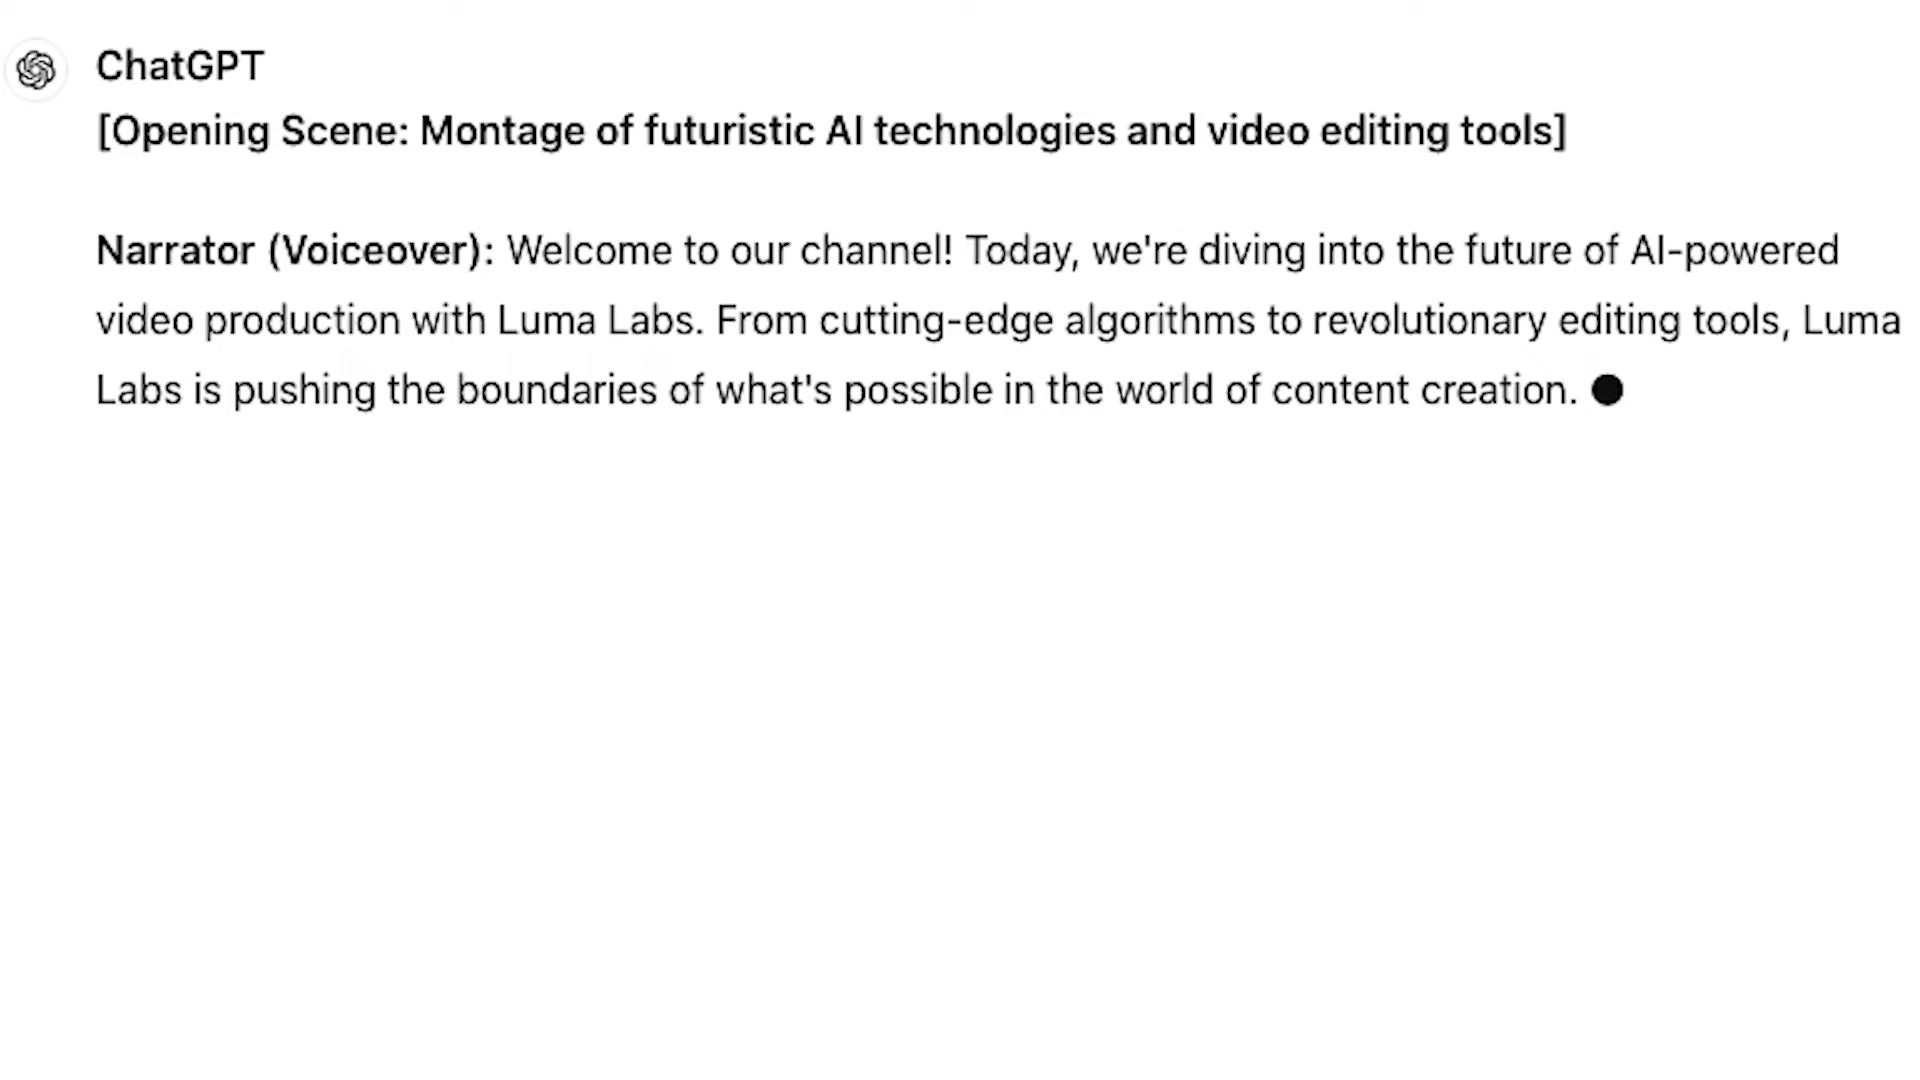 ChatGPT
[Opening Scene: Montage of futuristic AI technologies and video editing tools]
Narrator (Voiceover): Welcome to our channel! Today, we're diving into the future of AI-powered
video production with Luma Labs. From cutting-edge algorithms to revolutionary editing tools, Luma
Labs is pushing the boundaries of what's possible in the world of content creation.